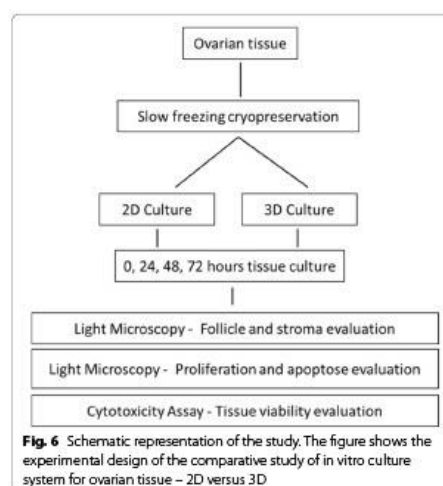 Ovarian tissue
Slow freezing cryopreservation
2D Culture
3D Culture
0, 24, 48, 72 hours tissue culture
Light Microscopy - Follicle and stroma evaluation
Light Microscopy - Proliferation and apoptose evaluation
Cytotoxicity Assay - Tissue viability evaluation
Fig. 6 Schematic representation of the study. The figure shows the
experimental design of the comparative study of in vitro culture
system for ovarian tissue – 2D versus 3D